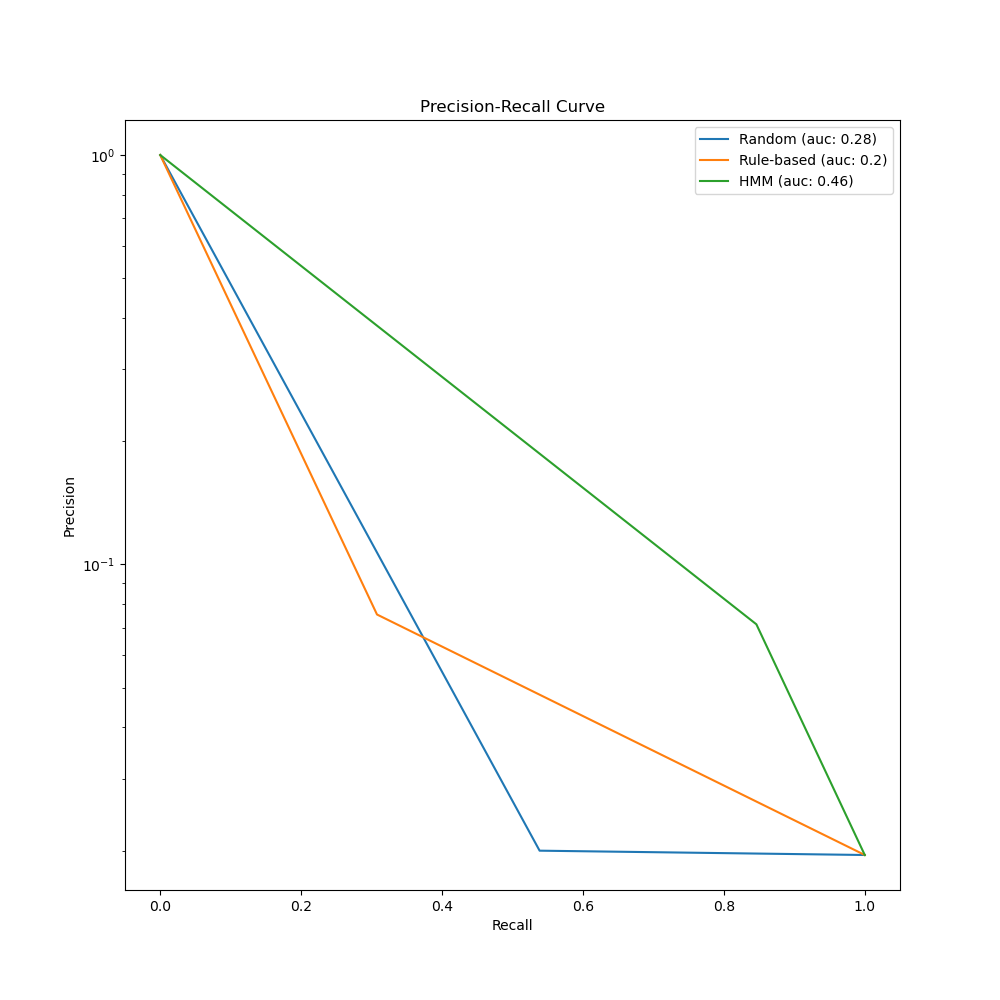 Precision-Recall Curve
Random (auc: 0.28)
Rule-based (auc: 0.2)
HMM (auc: 0.46)
10⁰
10⁻¹
Precision
0.0 0.2 0.4 0.6 0.8 1.0
Recall